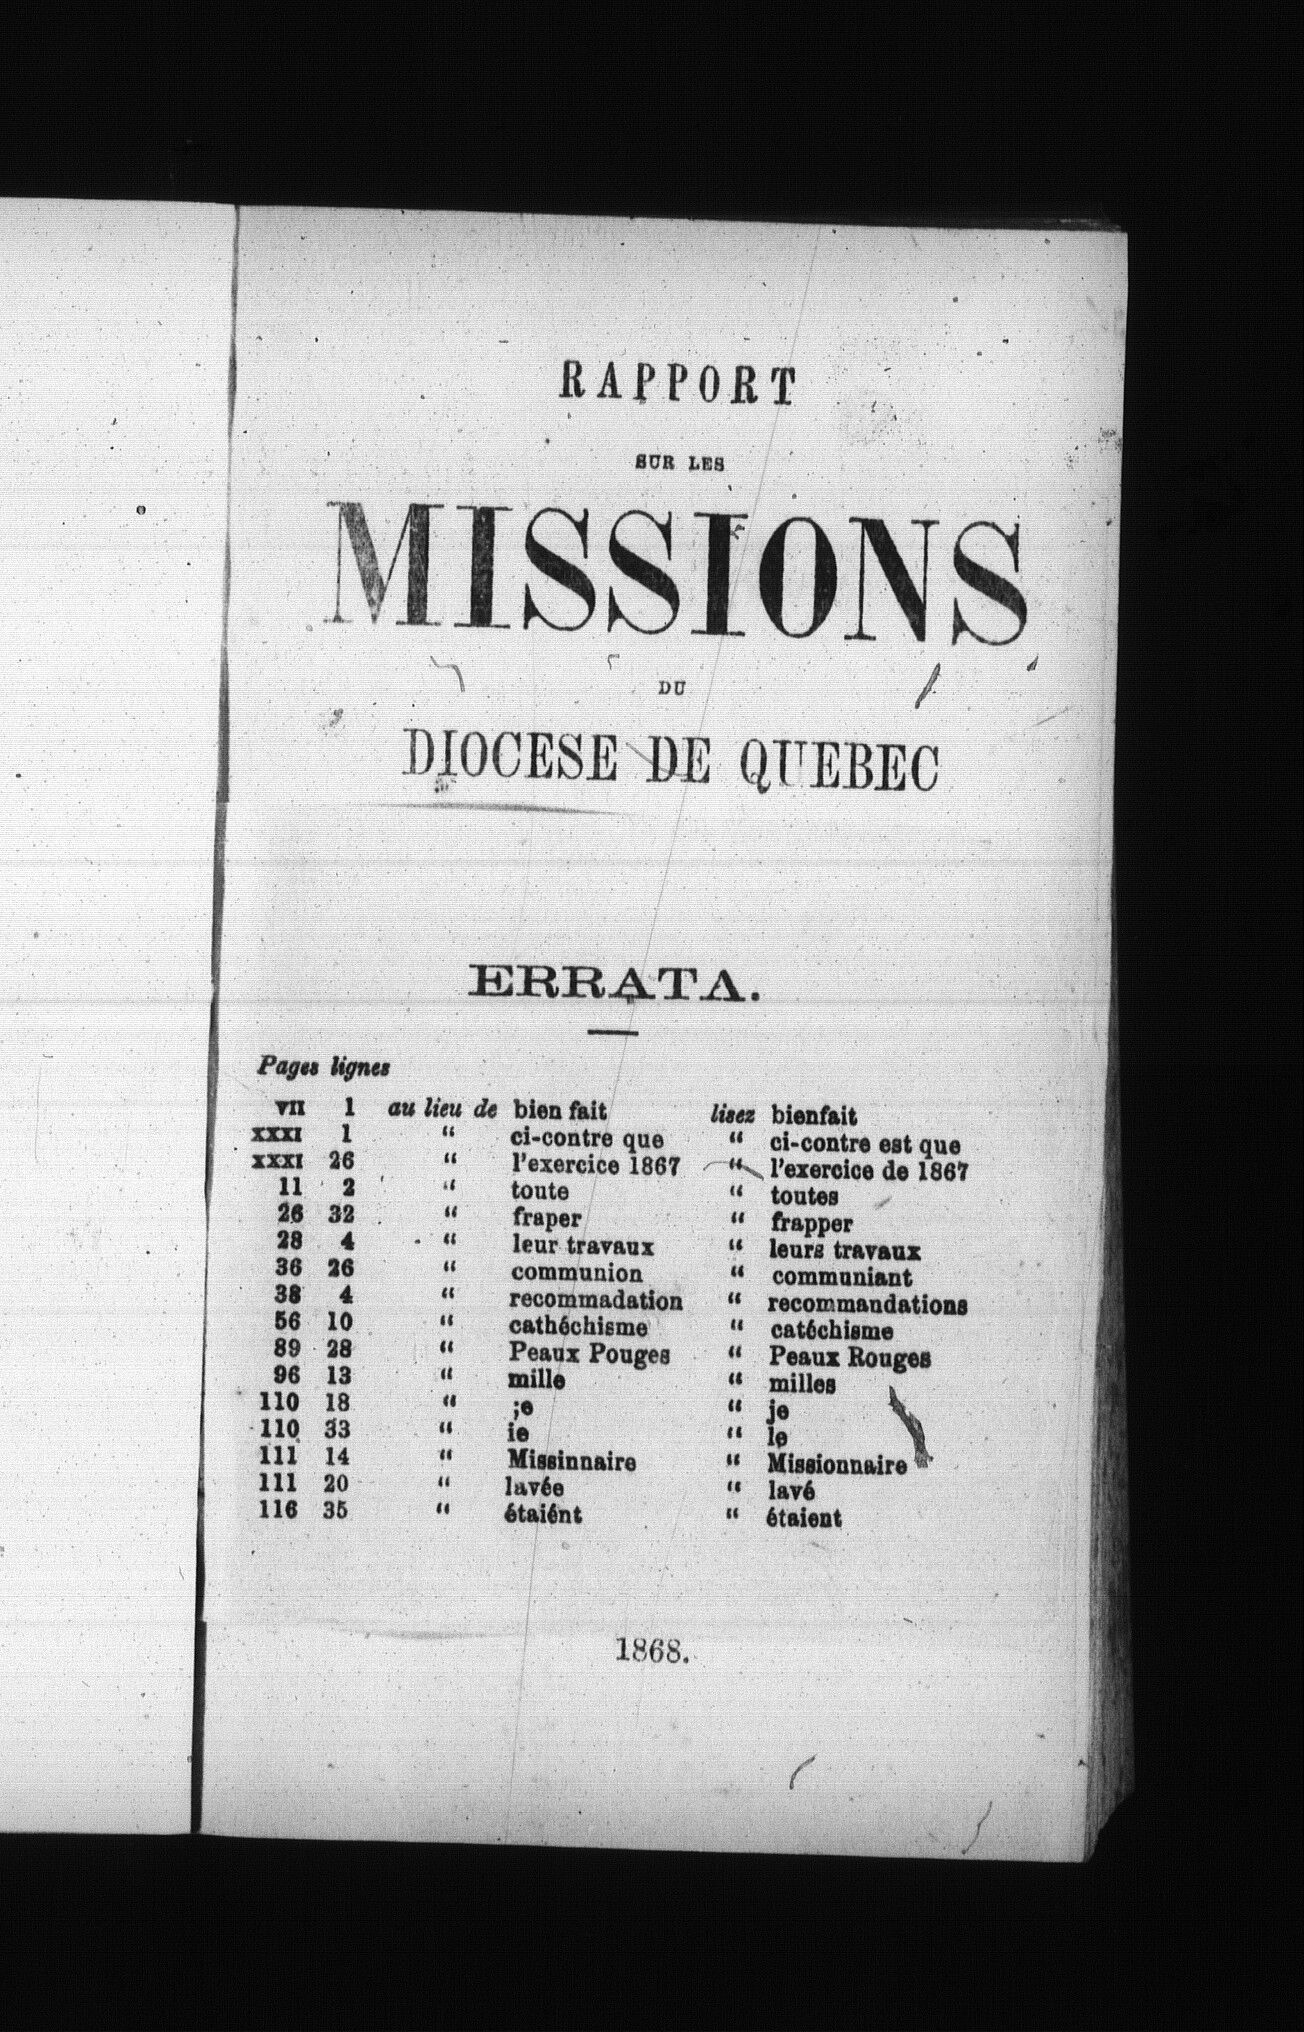 RAPPORT
SUR LES
MISSIONS
DU
DIOCESE DE QUEBEC
ERRATA.
Pages lignes
VII 1 au lieu de bien fait lisez bienfait
XXXI 1 “ ci-contre que “ ci-contre est que
XXXI 26 “ l'exercice 1867 “ l'exercice de 1867
11 2 “ toute “ toutes
26 32 “ fraper “ frapper
28 4 “ leur travaux “ leurs travaux
36 26 “ communion “ communiant
38 4 “ recommadation “ recommandations
56 10 “ cathéchisme “ catéchisme
89 28 “ Peaux Pouges “ Peaux Rouges
96 13 “ mille “ milles
110 18 “ ;e “ je
110 33 “ ie “ le
111 14 “ Missinnaire “ Missionnaire
111 20 “ lavée “ lavé
116 35 “ étaiént “ étaient
1868.